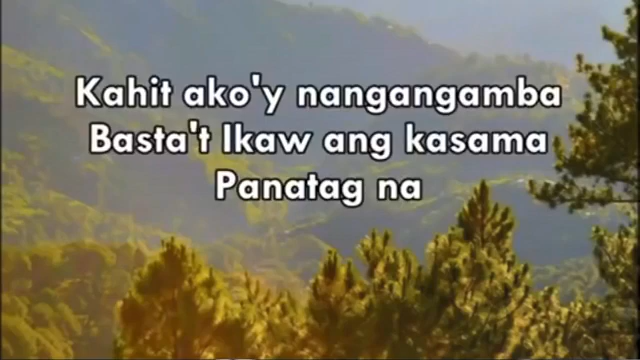 Kahit ako'y nangangamba
Basta't Ikaw ang kasama
Panatag na